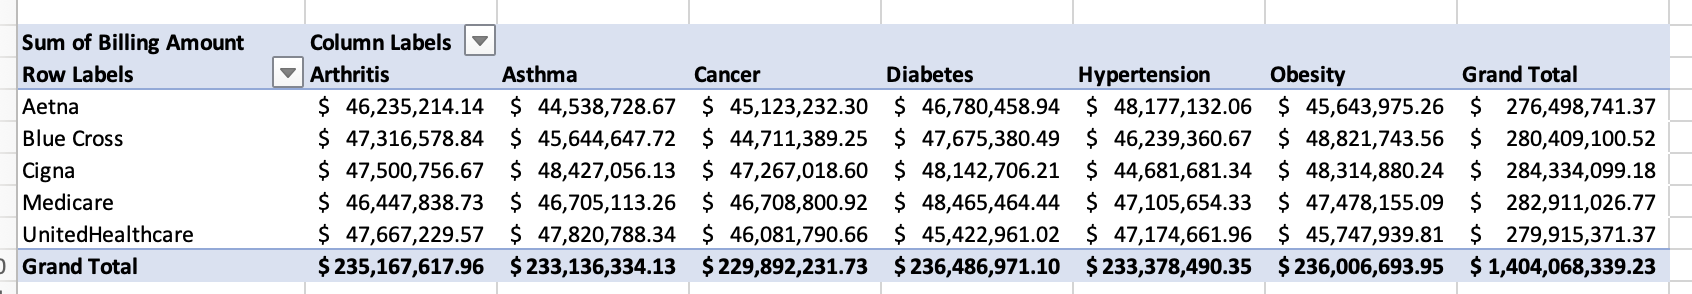 Sum of Billing Amount Column Labels
Row Labels Arthritis Asthma Cancer Diabetes Hypertension Obesity Grand Total
Aetna $ 46,235,214.14 $ 44,538,728.67 $ 45,123,232.30 $ 46,780,458.94 $ 48,177,132.06 $ 45,643,975.26 $ 276,498,741.37
Blue Cross $ 47,316,578.84 $ 45,644,647.72 $ 44,711,389.25 $ 47,675,380.49 $ 46,239,360.67 $ 48,821,743.56 $ 280,409,100.52
Cigna $ 47,500,756.67 $ 48,427,056.13 $ 47,267,018.60 $ 48,142,706.21 $ 44,681,681.34 $ 48,314,880.24 $ 284,334,099.18
Medicare $ 46,447,838.73 $ 46,705,113.26 $ 46,708,800.92 $ 48,465,464.44 $ 47,105,654.33 $ 47,478,155.09 $ 282,911,026.77
UnitedHealthcare $ 47,667,229.57 $ 47,820,788.34 $ 46,081,790.66 $ 45,422,961.02 $ 47,174,661.96 $ 45,747,939.81 $ 279,915,371.37
Grand Total $ 235,167,617.96 $ 233,136,334.13 $ 229,892,231.73 $ 236,486,971.10 $ 233,378,490.35 $ 236,006,693.95 $ 1,404,068,339.23